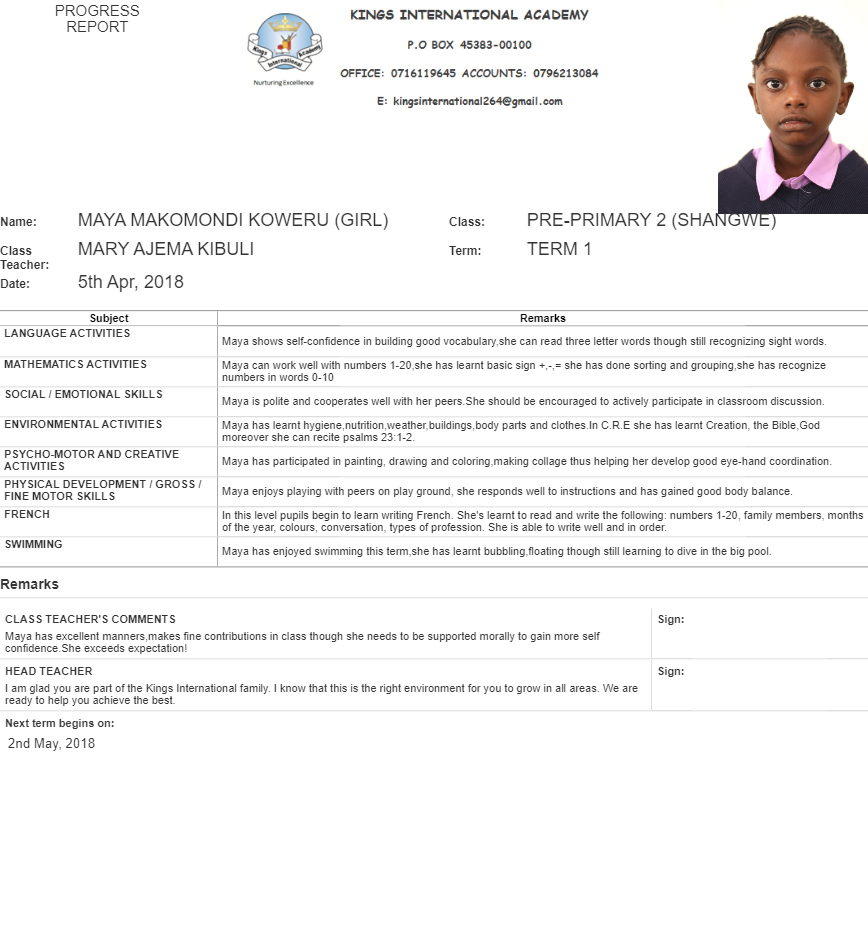 PROGRESS
REPORT
KINGS INTERNATIONAL ACADEMY
P.O BOX 45383-00100
OFFICE: 0716119645 ACCOUNTS: 0796213084
E: kingsinternational264@gmail.com
Kings International Academy
Nurturing Excellence
Name: MAYA MAKOMONDI KOWERU (GIRL) Class: PRE-PRIMARY 2 (SHANGWE)
Class Teacher: MARY AJEMA KIBULI Term: TERM 1
Date: 5th Apr, 2018
Subject Remarks
LANGUAGE ACTIVITIES
Maya shows self-confidence in building good vocabulary,she can read three letter words though still recognizing sight words.
MATHEMATICS ACTIVITIES
Maya can work well with numbers 1-20,she has learnt basic sign +,-,= she has done sorting and grouping,she has recognize
numbers in words 0-10
SOCIAL / EMOTIONAL SKILLS
Maya is polite and cooperates well with her peers.She should be encouraged to actively participate in classroom discussion.
ENVIRONMENTAL ACTIVITIES
Maya has learnt hygiene,nutrition,weather,buildings,body parts and clothes.In C.R.E she has learnt Creation, the Bible,God
moreover she can recite psalms 23:1-2.
PSYCHO-MOTOR AND CREATIVE
ACTIVITIES
Maya has participated in painting, drawing and coloring,making collage thus helping her develop good eye-hand coordination.
PHYSICAL DEVELOPMENT / GROSS /
FINE MOTOR SKILLS
Maya enjoys playing with peers on play ground, she responds well to instructions and has gained good body balance.
FRENCH
In this level pupils begin to learn writing French. She's learnt to read and write the following: numbers 1-20, family members, months
of the year, colours, conversation, types of profession. She is able to write well and in order.
SWIMMING
Maya has enjoyed swimming this term,she has learnt bubbling,floating though still learning to dive in the big pool.
Remarks
CLASS TEACHER'S COMMENTS Sign:
Maya has excellent manners,makes fine contributions in class though she needs to be supported morally to gain more self
confidence.She exceeds expectation!
HEAD TEACHER Sign:
I am glad you are part of the Kings International family. I know that this is the right environment for you to grow in all areas. We are
ready to help you achieve the best.
Next term begins on:
2nd May, 2018